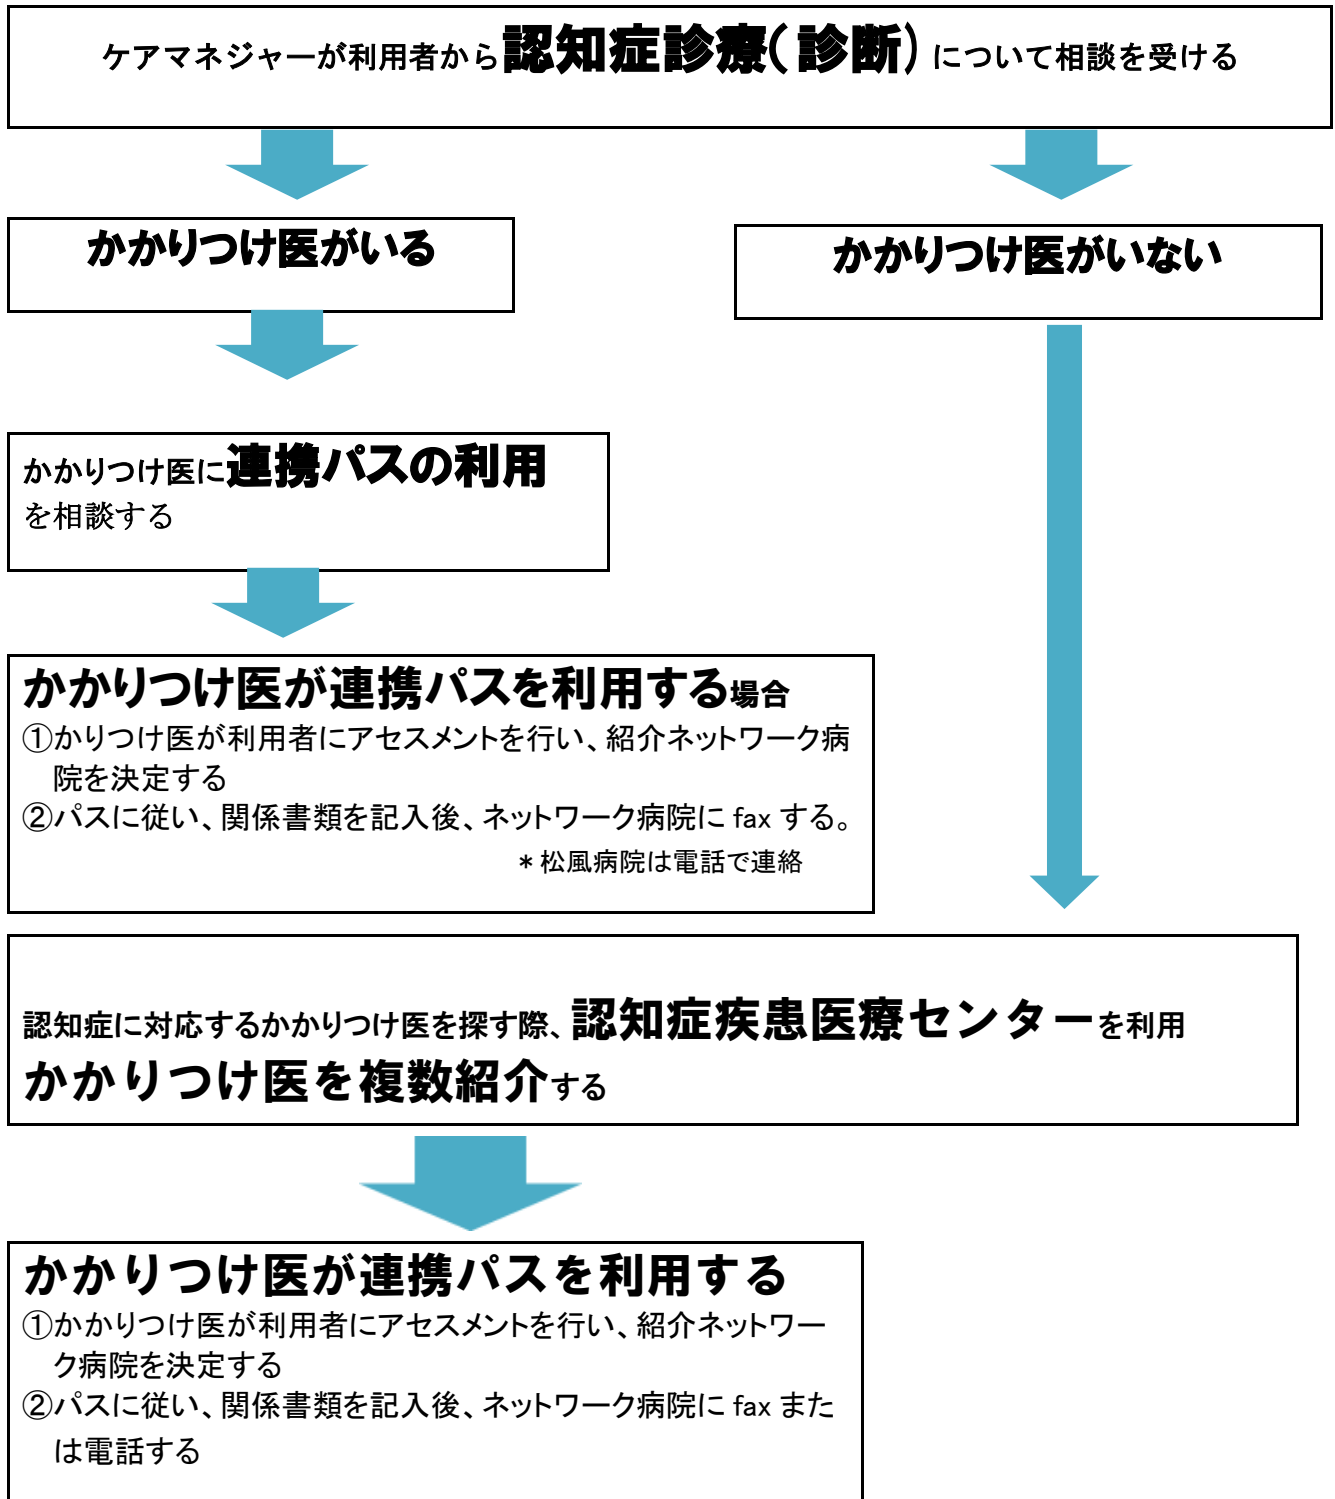 ケアマネジャーが利用者から認知症診療(診断)について相談を受ける
かかりつけ医がいる
かかりつけ医がいない
かかりつけ医に連携パスの利用
を相談する
かかりつけ医が連携パスを利用する場合
①かりつけ医が利用者にアセスメントを行い、紹介ネットワーク病
院を決定する
②パスに従い、関係書類を記入後、ネットワーク病院に fax する。
*松風病院は電話で連絡
認知症に対応するかかりつけ医を探す際、認知症疾患医療センターを利用
かかりつけ医を複数紹介する
かかりつけ医が連携パスを利用する
①かかりつけ医が利用者にアセスメントを行い、紹介ネットワー
ク病院を決定する
②パスに従い、関係書類を記入後、ネットワーク病院に fax また
は電話する